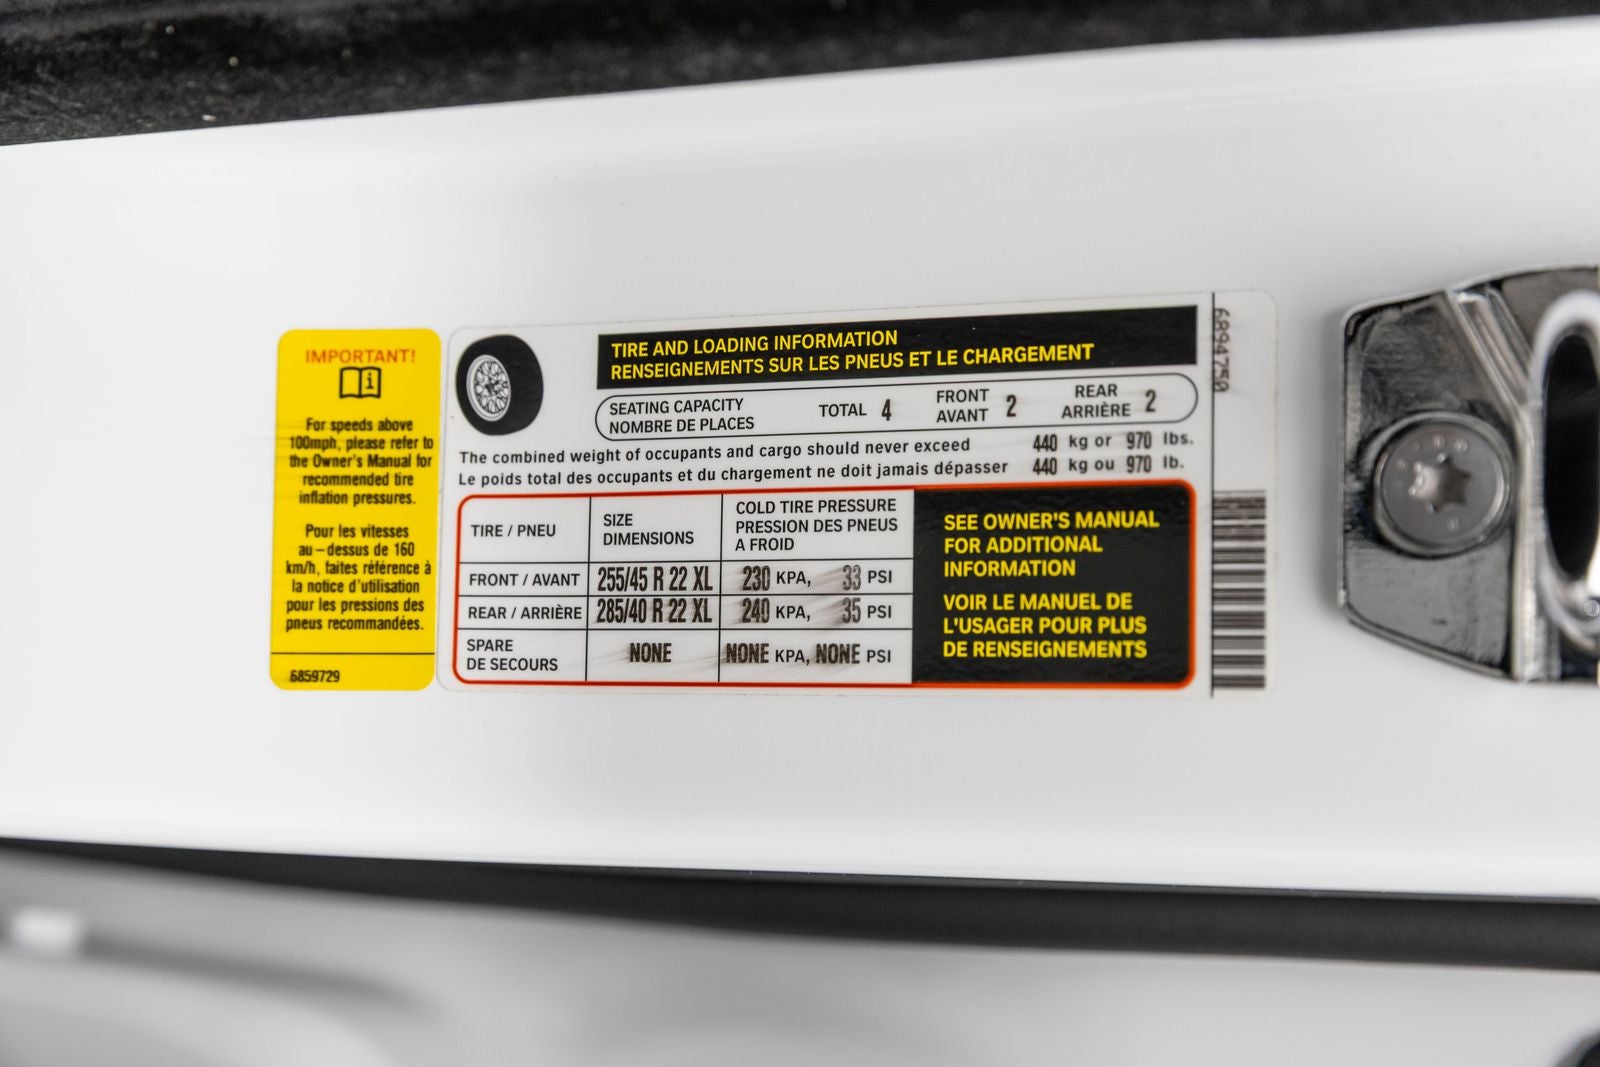 IMPORTANT!
For speeds above
100mph, please refer to
the Owner's Manual for
recommended tire
inflation pressures.
Pour les vitesses
au-dessus de 160
km/h, faites référence à
la notice d'utilisation
pour les pressions des
pneus recommandées.
6859729
TIRE AND LOADING INFORMATION
RENSEIGNEMENTS SUR LES PNEUS ET LE CHARGEMENT
SEATING CAPACITY
NOMBRE DE PLACES
TOTAL 4
FRONT
AVANT 2
REAR
ARRIÈRE 2
The combined weight of occupants and cargo should never exceed 440 kg or 970 lbs.
Le poids total des occupants et du chargement ne doit jamais dépasser 440 kg ou 970 lb.
TIRE / PNEU
SIZE
DIMENSIONS
COLD TIRE PRESSURE
PRESSION DES PNEUS
A FROID
FRONT / AVANT 255/45 R 22 XL 230 KPA, 33 PSI
REAR / ARRIÈRE 285/40 R 22 XL 240 KPA, 35 PSI
SPARE
DE SECOURS NONE NONE KPA, NONE PSI
SEE OWNER'S MANUAL
FOR ADDITIONAL
INFORMATION
VOIR LE MANUEL DE
L'USAGER POUR PLUS
DE RENSEIGNEMENTS
6894750